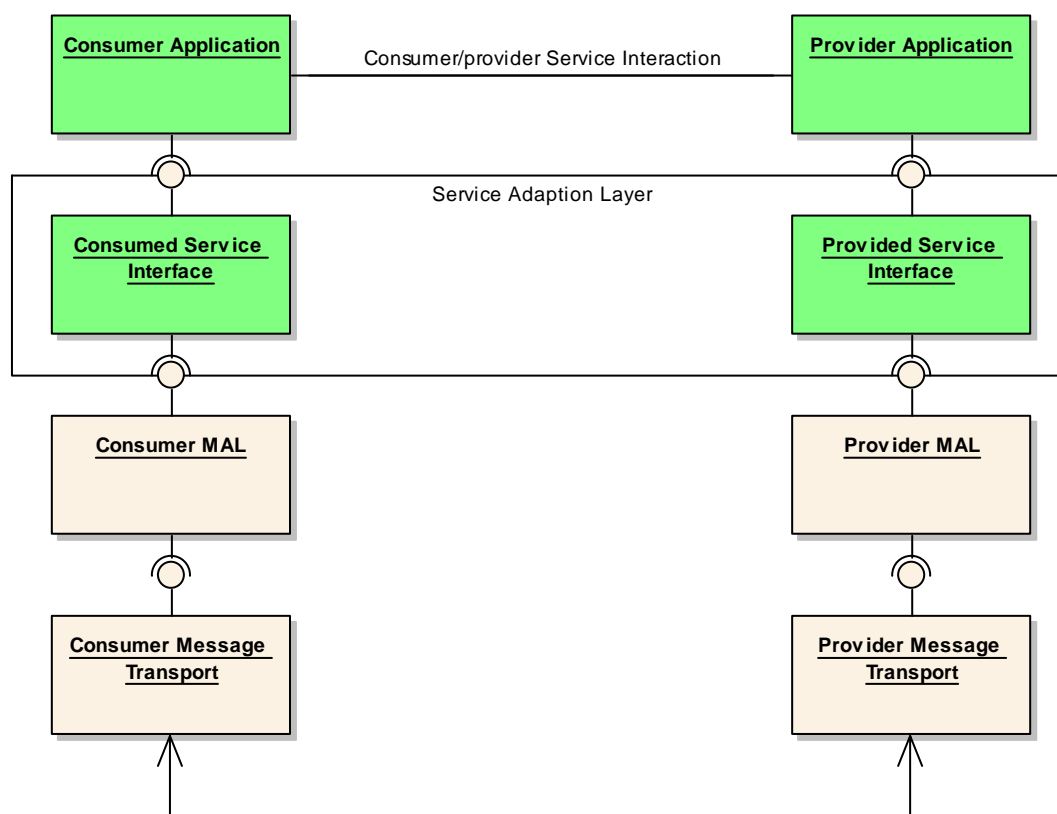 Consumer Application
Provider Application
Consumer/provider Service Interaction
Service Adaption Layer
Consumed Service
Interface
Provided Service
Interface
Consumer MAL
Provider MAL
Consumer Message
Transport
Provider Message
Transport